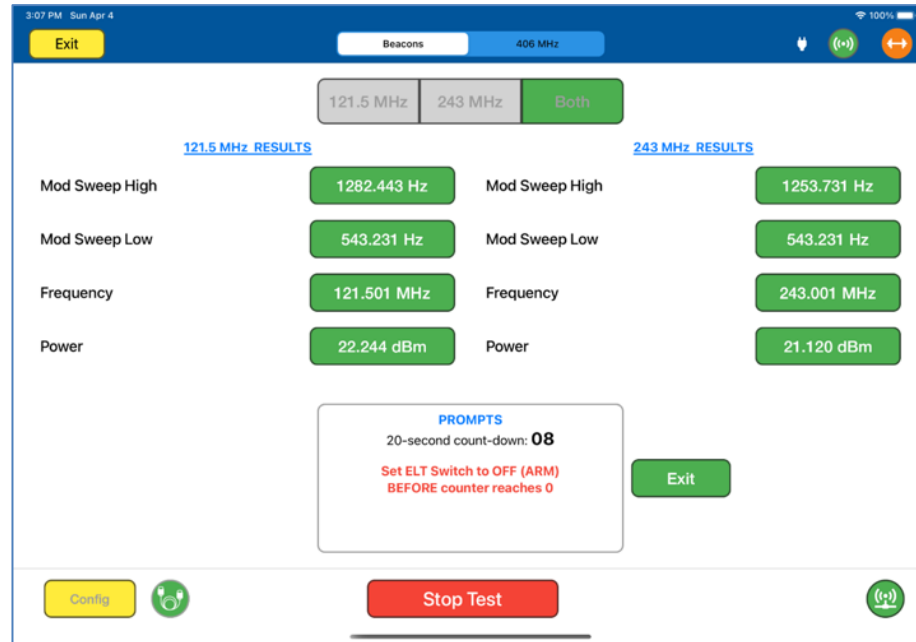 3:07 PM Sun Apr 4
100%
Exit
Beacons
406 MHz
121.5 MHz
243 MHz
Both
121.5 MHz RESULTS
243 MHz RESULTS
Mod Sweep High
1282.443 Hz
Mod Sweep High
1253.731 Hz
Mod Sweep Low
543.231 Hz
Mod Sweep Low
543.231 Hz
Frequency
121.501 MHz
Frequency
243.001 MHz
Power
22.244 dBm
Power
21.120 dBm
PROMPTS
20-second count-down: 08
Set ELT Switch to OFF (ARM)
BEFORE counter reaches 0
Exit
Config
Stop Test